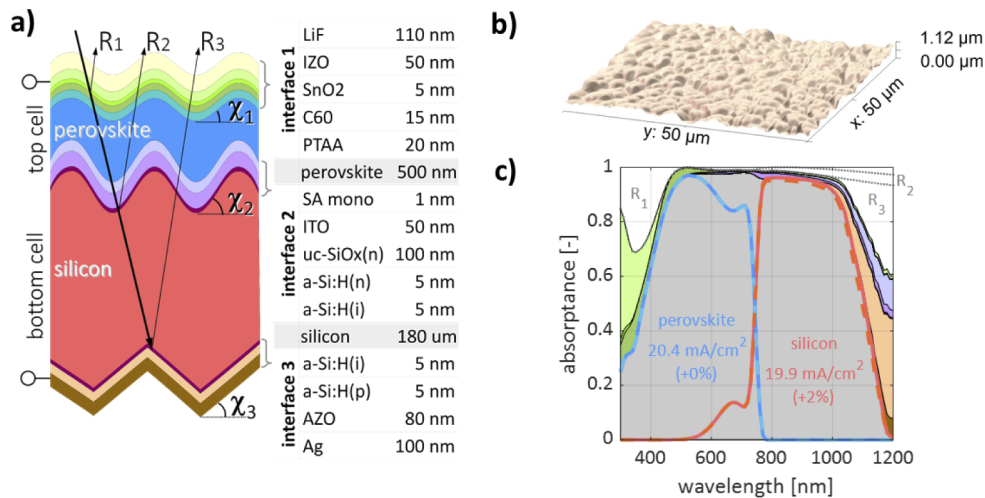 a)
R1 R2 R3
χ1
perovskite
top cell
χ2
silicon
bottom cell
χ3
interface 1
LiF 110 nm
IZO 50 nm
SnO2 5 nm
C60 15 nm
PTAA 20 nm
perovskite 500 nm
interface 2
SA mono 1 nm
ITO 50 nm
uc-SiOx(n) 100 nm
a-Si:H(n) 5 nm
a-Si:H(i) 5 nm
silicon 180 um
interface 3
a-Si:H(i) 5 nm
a-Si:H(p) 5 nm
AZO 80 nm
Ag 100 nm
b)
1.12 µm
0.00 µm
x: 50 µm
y: 50 µm
c)
1
0.8
0.6
0.4
0.2
0
absorptance [-]
R1
R2
R3
perovskite
20.4 mA/cm2
(+0%)
silicon
19.9 mA/cm2
(+2%)
400 600 800 1000 1200
wavelength [nm]